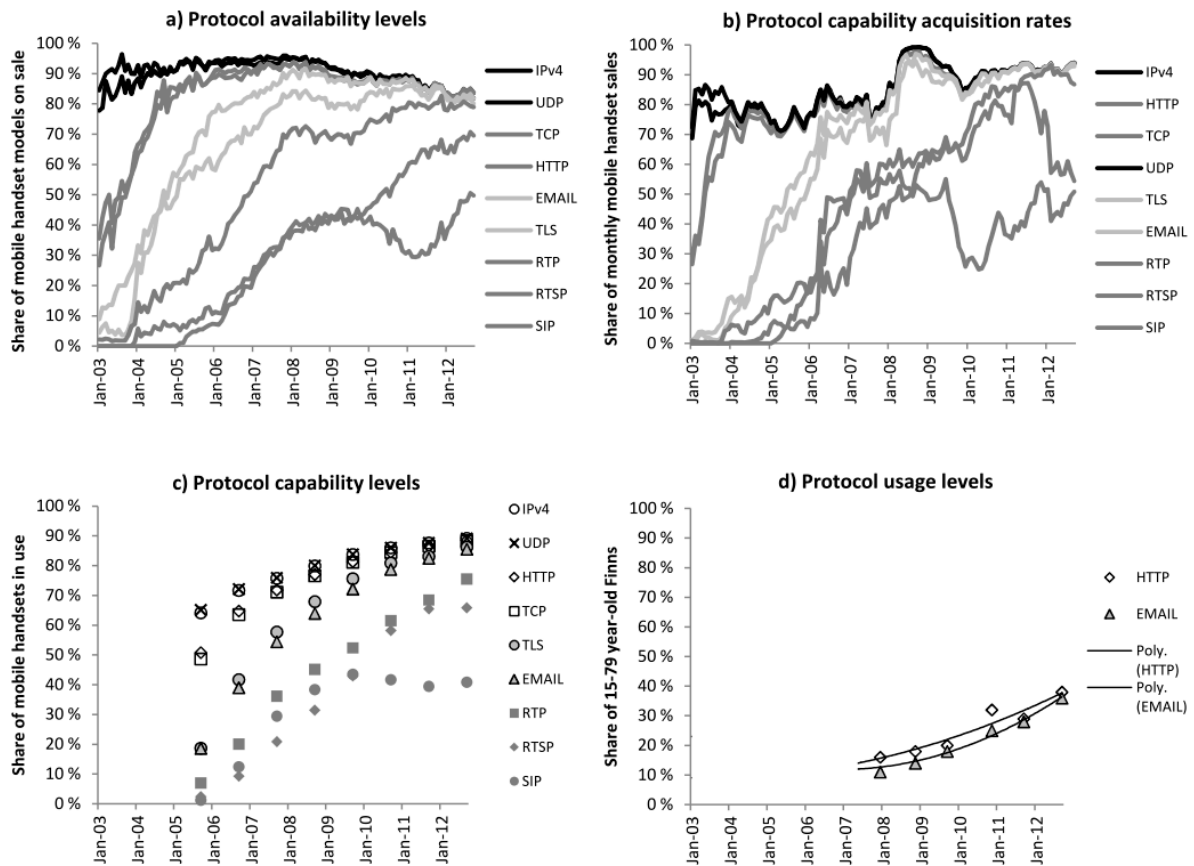 a) Protocol availability levels
Share of mobile handset models on sale
100 %
90 %
80 %
70 %
60 %
50 %
40 %
30 %
20 %
10 %
0 %
Jan-03
Jan-04
Jan-05
Jan-06
Jan-07
Jan-08
Jan-09
Jan-10
Jan-11
Jan-12
IPv4
UDP
TCP
HTTP
EMAIL
TLS
RTP
RTSP
SIP
b) Protocol capability acquisition rates
Share of monthly mobile handset sales
100 %
90 %
80 %
70 %
60 %
50 %
40 %
30 %
20 %
10 %
0 %
Jan-03
Jan-04
Jan-05
Jan-06
Jan-07
Jan-08
Jan-09
Jan-10
Jan-11
Jan-12
IPv4
HTTP
TCP
UDP
TLS
EMAIL
RTP
RTSP
SIP
c) Protocol capability levels
Share of mobile handsets in use
100 %
90 %
80 %
70 %
60 %
50 %
40 %
30 %
20 %
10 %
0 %
Jan-03
Jan-04
Jan-05
Jan-06
Jan-07
Jan-08
Jan-09
Jan-10
Jan-11
Jan-12
IPv4
UDP
HTTP
TCP
TLS
EMAIL
RTP
RTSP
SIP
d) Protocol usage levels
Share of 15-79 year-old Finns
100 %
90 %
80 %
70 %
60 %
50 %
40 %
30 %
20 %
10 %
0 %
Jan-03
Jan-04
Jan-05
Jan-06
Jan-07
Jan-08
Jan-09
Jan-10
Jan-11
Jan-12
HTTP
EMAIL
Poly.
(HTTP)
Poly.
(EMAIL)